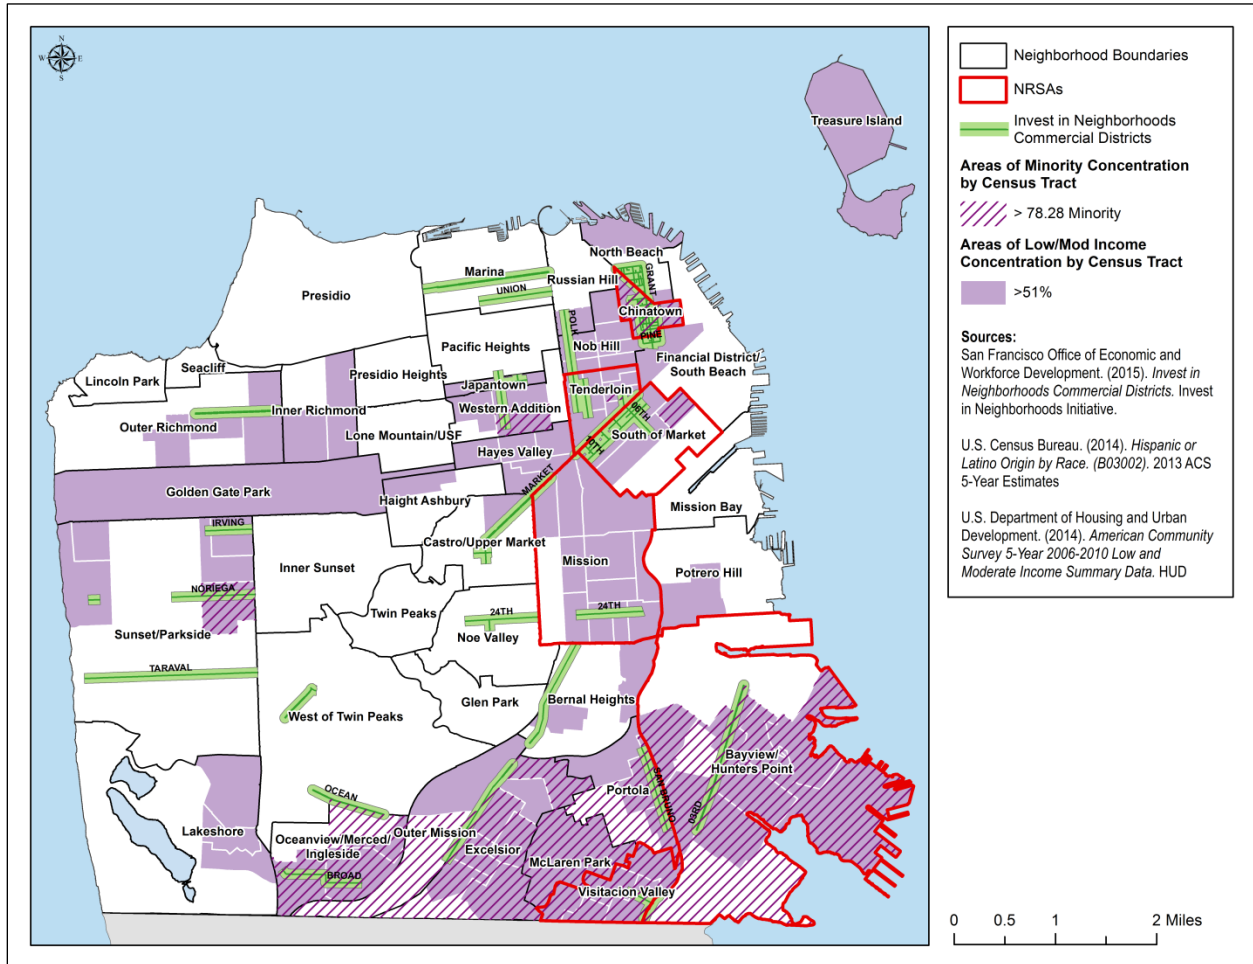 N
W E
S
Treasure Island
North Beach
Marina
UNION
Russian Hill
GRANT
Presidio
Chinatown
POLK
PINE
Nob Hill
Pacific Heights
Financial District/
South Beach
Seacliff
Lincoln Park
Presidio Heights
Japantown
Tenderloin
Western Addition
06TH
Inner Richmond
Outer Richmond
Lone Mountain/USF
South of Market
10TH
Hayes Valley
MARKET
Golden Gate Park
Haight Ashbury
Mission Bay
IRVING
Castro/Upper Market
Inner Sunset
Mission
Potrero Hill
NORIEGA
Twin Peaks
24TH
24TH
Sunset/Parkside
Noe Valley
TARAVAL
Glen Park
Bernal Heights
West of Twin Peaks
Bayview/
Hunters Point
SAN BRUNO
OCEAN
Portola
03RD
Lakeshore
Outer Mission
Oceanview/Merced/
Ingleside
Excelsior
McLaren Park
BROAD
Visitacion Valley
Neighborhood Boundaries
NRSAs
Invest in Neighborhoods
Commercial Districts
Areas of Minority Concentration
by Census Tract
> 78.28 Minority
Areas of Low/Mod Income
Concentration by Census Tract
>51%
Sources:
San Francisco Office of Economic and
Workforce Development. (2015). Invest in
Neighborhoods Commercial Districts. Invest
in Neighborhoods Initiative.
U.S. Census Bureau. (2014). Hispanic or
Latino Origin by Race. (B03002). 2013 ACS
5-Year Estimates
U.S. Department of Housing and Urban
Development. (2014). American Community
Survey 5-Year 2006-2010 Low and
Moderate Income Summary Data. HUD
0 0.5 1 2 Miles